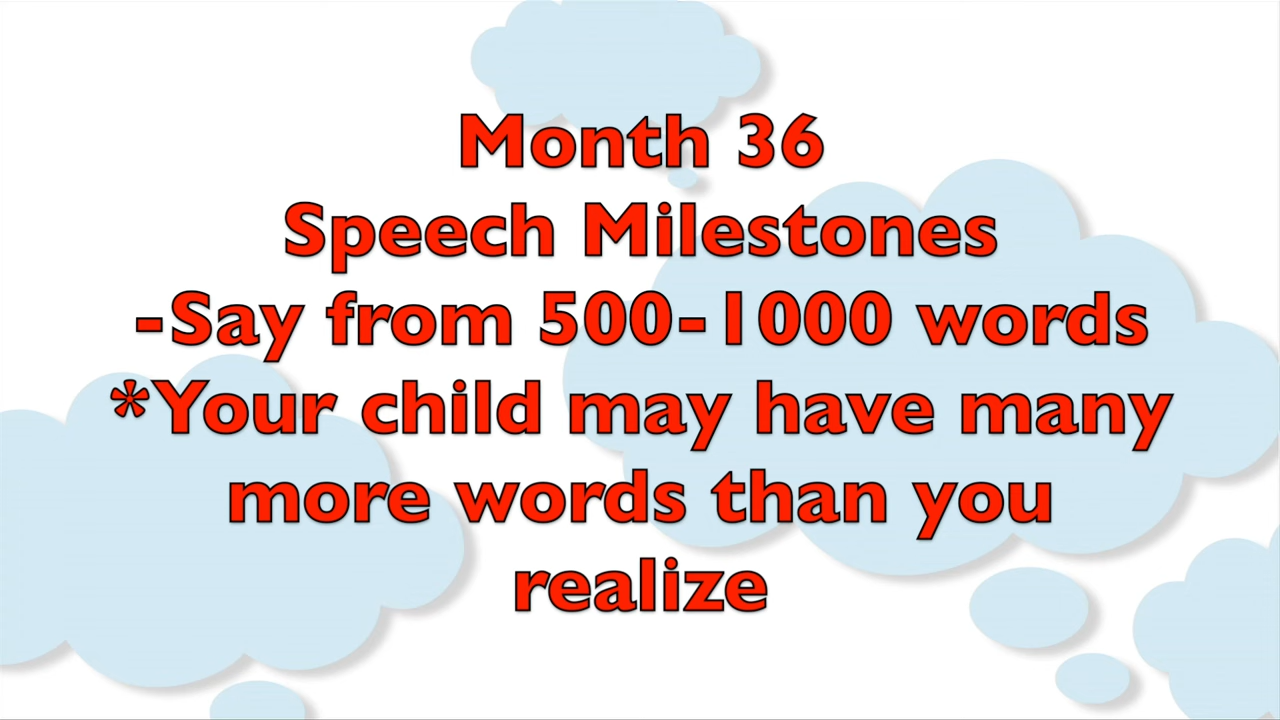 Month 36
Speech Milestones
-Say from 500-1000 words
*Your child may have many
more words than you
realize